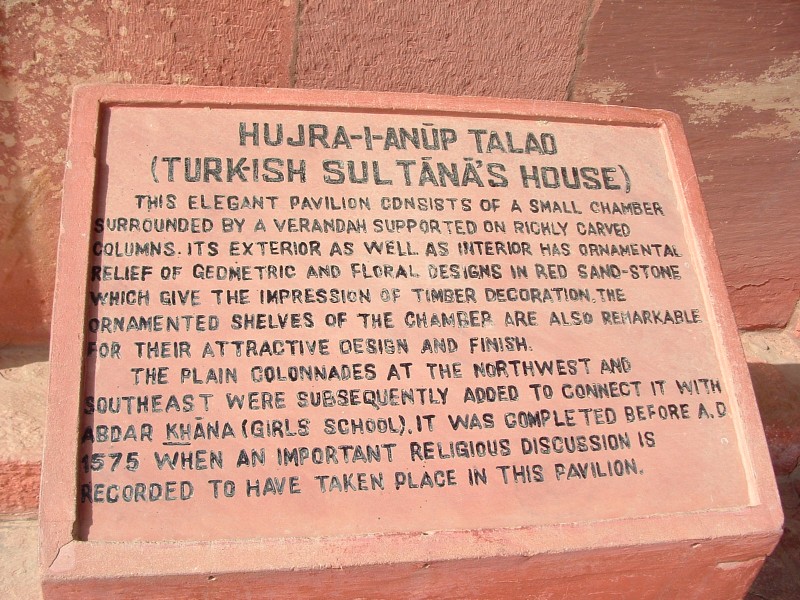 HUJRA-I-ANŪP TALAO
(TURKISH SULTĀNĀ'S HOUSE)
THIS ELEGANT PAVILION CONSISTS OF A SMALL CHAMBER
SURROUNDED BY A VERANDAH SUPPORTED ON RICHLY CARVED
COLUMNS. ITS EXTERIOR AS WELL AS INTERIOR HAS ORNAMENTAL
RELIEF OF GEOMETRIC AND FLORAL DESIGNS IN RED SAND-STONE
WHICH GIVE THE IMPRESSION OF TIMBER DECORATION. THE
ORNAMENTED SHELVES OF THE CHAMBER ARE ALSO REMARKABLE
FOR THEIR ATTRACTIVE DESIGN AND FINISH.
THE PLAIN COLONNADES AT THE NORTHWEST AND
SOUTHEAST WERE SUBSEQUENTLY ADDED TO CONNECT IT WITH
ABDAR KHĀNA (GIRLS' SCHOOL). IT WAS COMPLETED BEFORE A.D.
1575 WHEN AN IMPORTANT RELIGIOUS DISCUSSION IS
RECORDED TO HAVE TAKEN PLACE IN THIS PAVILION.